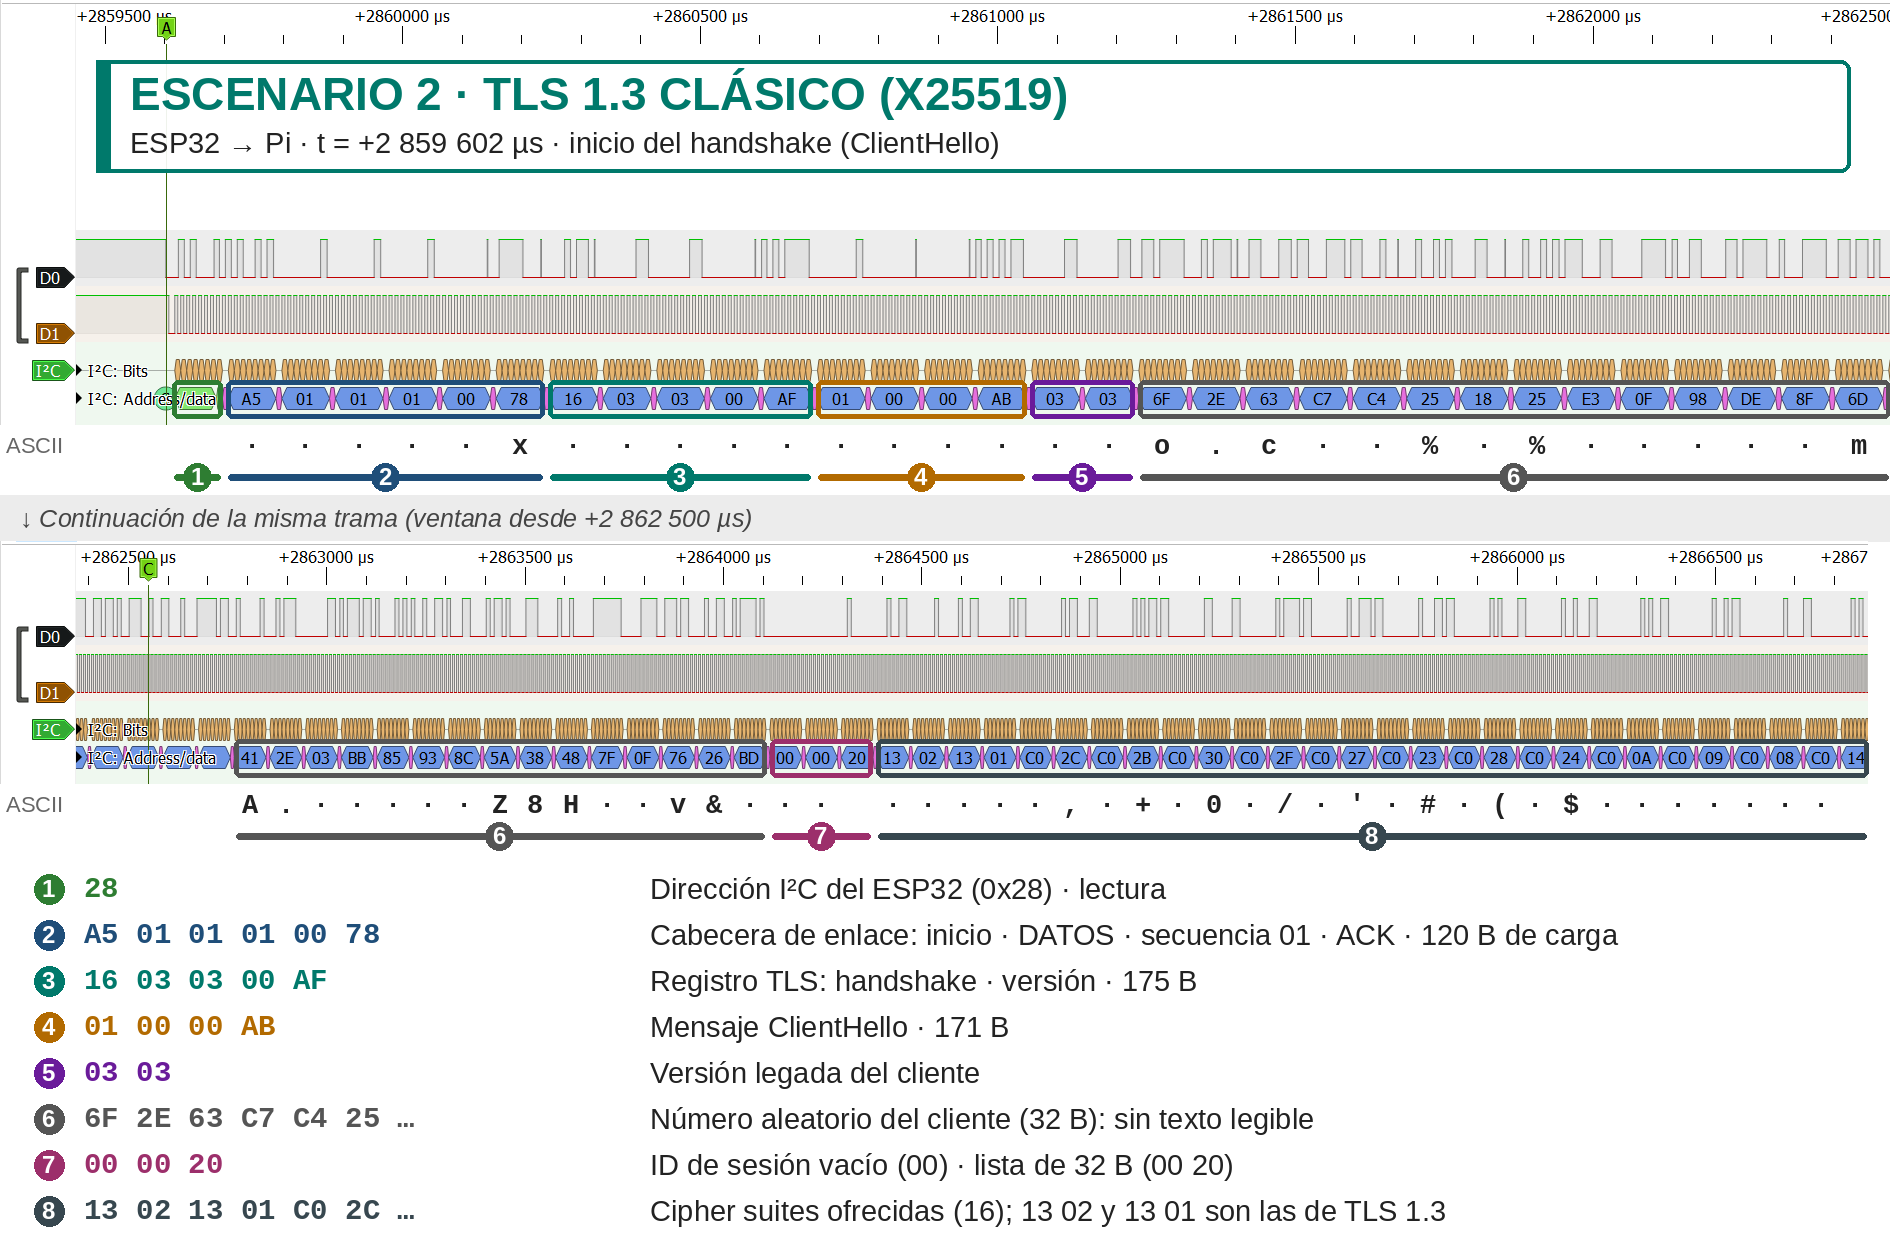 +2859500 µs +2860000 µs +2860500 µs +2861000 µs +2861500 µs +2862000 µs +2862500
A
ESCENARIO 2 · TLS 1.3 CLÁSICO (X25519)
ESP32 → Pi · t = +2 859 602 µs · inicio del handshake (ClientHello)
D0
D1
I²C I²C: Bits
I²C: Address/data A5 01 01 01 00 78 16 03 03 00 AF 01 00 00 AB 03 03 6F 2E 63 C7 C4 25 18 25 E3 0F 98 DE 8F 6D
ASCII · · · · · x · · · · · · · · · · · o . c · · % · % · · · · · m
1 2 3 4 5 6
↓ Continuación de la misma trama (ventana desde +2 862 500 µs)
+2862500 µs +2863000 µs +2863500 µs +2864000 µs +2864500 µs +2865000 µs +2865500 µs +2866000 µs +2866500 µs +2867
C
D0
D1
I²C I²C: Bits
I²C: Address/data 41 2E 03 BB 85 93 8C 5A 38 48 7F 0F 76 26 BD 00 00 20 13 02 13 01 C0 2C C0 2B C0 30 C0 2F C0 27 C0 23 C0 28 C0 24 C0 0A C0 09 C0 08 C0 14
ASCII A . · · · · · Z 8 H · · v & · · · · · · · · , · + · 0 · / · ' · # · ( · $ · · · · · · ·
6 7 8
1 28 Dirección I²C del ESP32 (0x28) · lectura
2 A5 01 01 01 00 78 Cabecera de enlace: inicio · DATOS · secuencia 01 · ACK · 120 B de carga
3 16 03 03 00 AF Registro TLS: handshake · versión · 175 B
4 01 00 00 AB Mensaje ClientHello · 171 B
5 03 03 Versión legada del cliente
6 6F 2E 63 C7 C4 25 … Número aleatorio del cliente (32 B): sin texto legible
7 00 00 20 ID de sesión vacío (00) · lista de 32 B (00 20)
8 13 02 13 01 C0 2C … Cipher suites ofrecidas (16); 13 02 y 13 01 son las de TLS 1.3